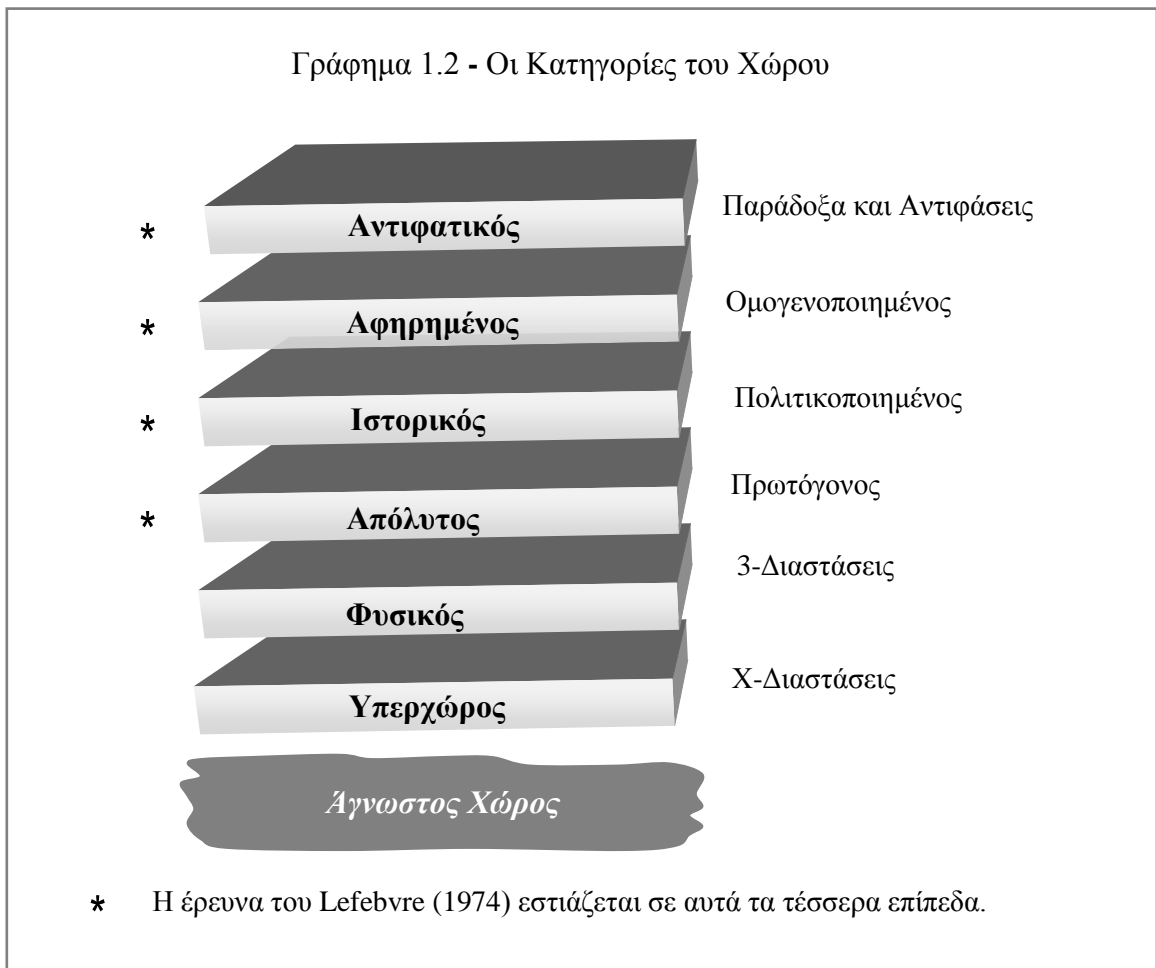 Γράφημα 1.2 - Οι Κατηγορίες του Χώρου
Παράδοξα και Αντιφάσεις
* Αντιφατικός
Ομογενοποιημένος
* Αφηρημένος
Πολιτικοποιημένος
* Ιστορικός
Πρωτόγονος
* Απόλυτος
3-Διαστάσεις
Φυσικός
Χ-Διαστάσεις
Υπερχώρος
Άγνωστος Χώρος
* Η έρευνα του Lefebvre (1974) εστιάζεται σε αυτά τα τέσσερα επίπεδα.